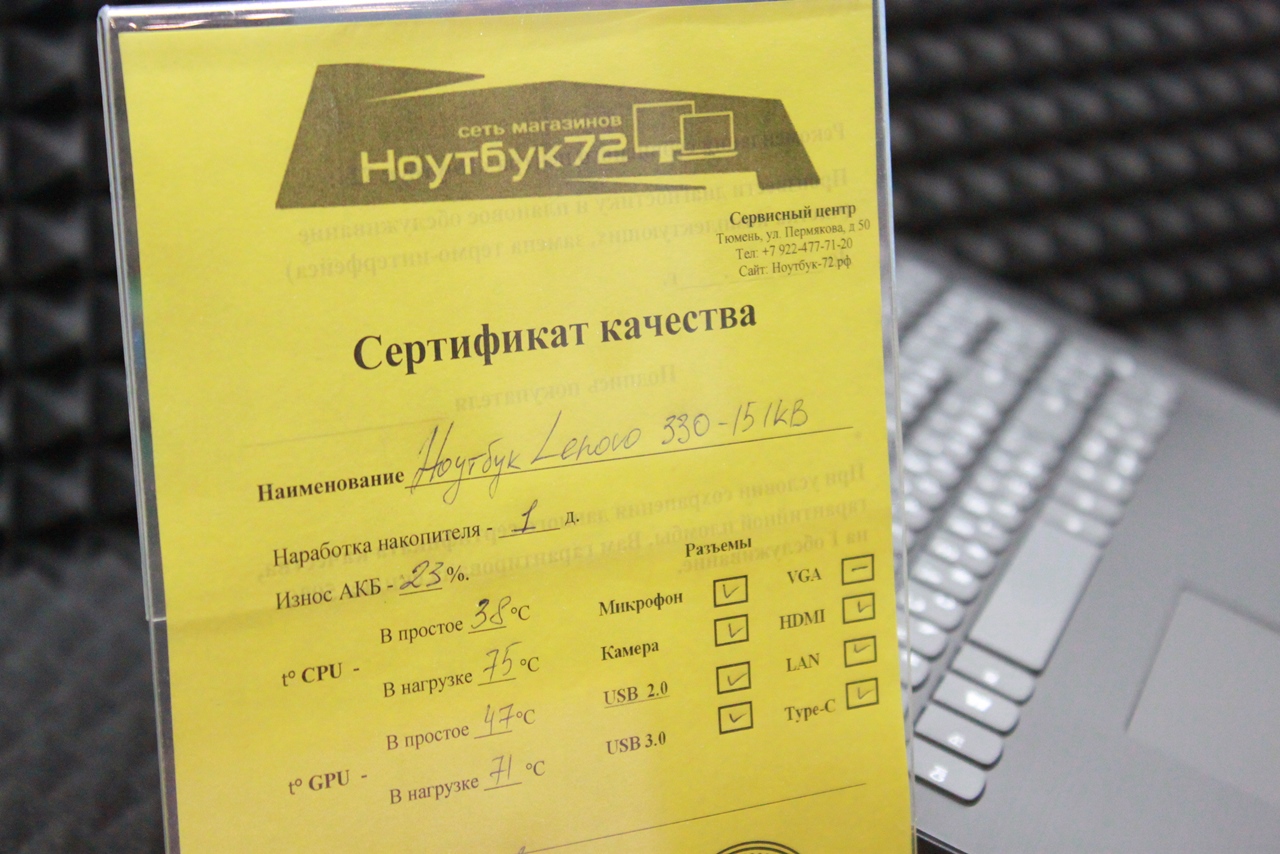 сеть магазинов
Ноутбук72
Сервисный центр
Тюмень, ул. Пермякова, д 50
Тел: +7 922-477-71-20
Сайт: Ноутбук-72.рф
Сертификат качества
Наименование Ноутбук Lenovo 330-15IKB
Наработка накопителя - 1 д.
Износ АКБ - 23 %.
t° CPU - В простое 38 °C
В нагрузке 75 °C
t° GPU - В простое 47 °C
В нагрузке 71 °C
Разъемы
Микрофон ✓ VGA –
Камера ✓ HDMI ✓
USB 2.0 ✓ LAN ✓
USB 3.0 ✓ Type-C ✓